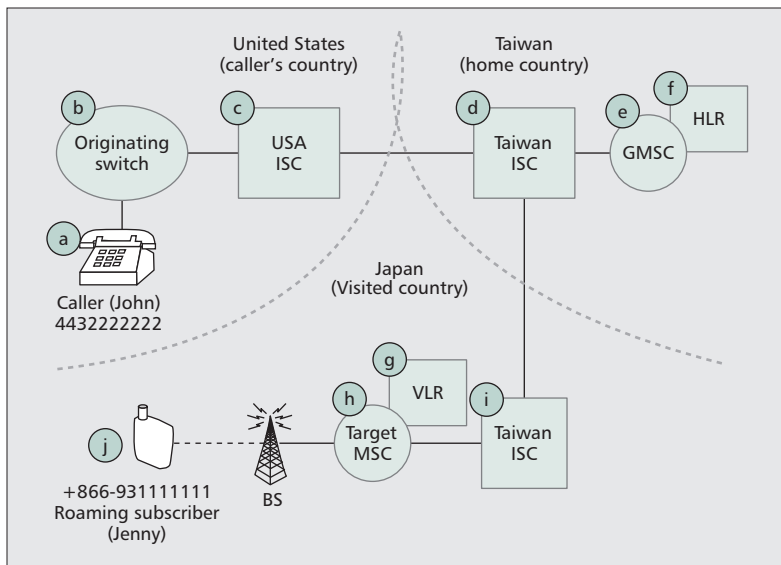 United States
(caller's country)
Taiwan
(home country)
b
Originating
switch
c
USA
ISC
d
Taiwan
ISC
e
GMSC
f
HLR
a
Caller (John)
4432222222
Japan
(Visited country)
g
VLR
h
Target
MSC
i
Taiwan
ISC
j
+866-931111111
Roaming subscriber
(Jenny)
BS